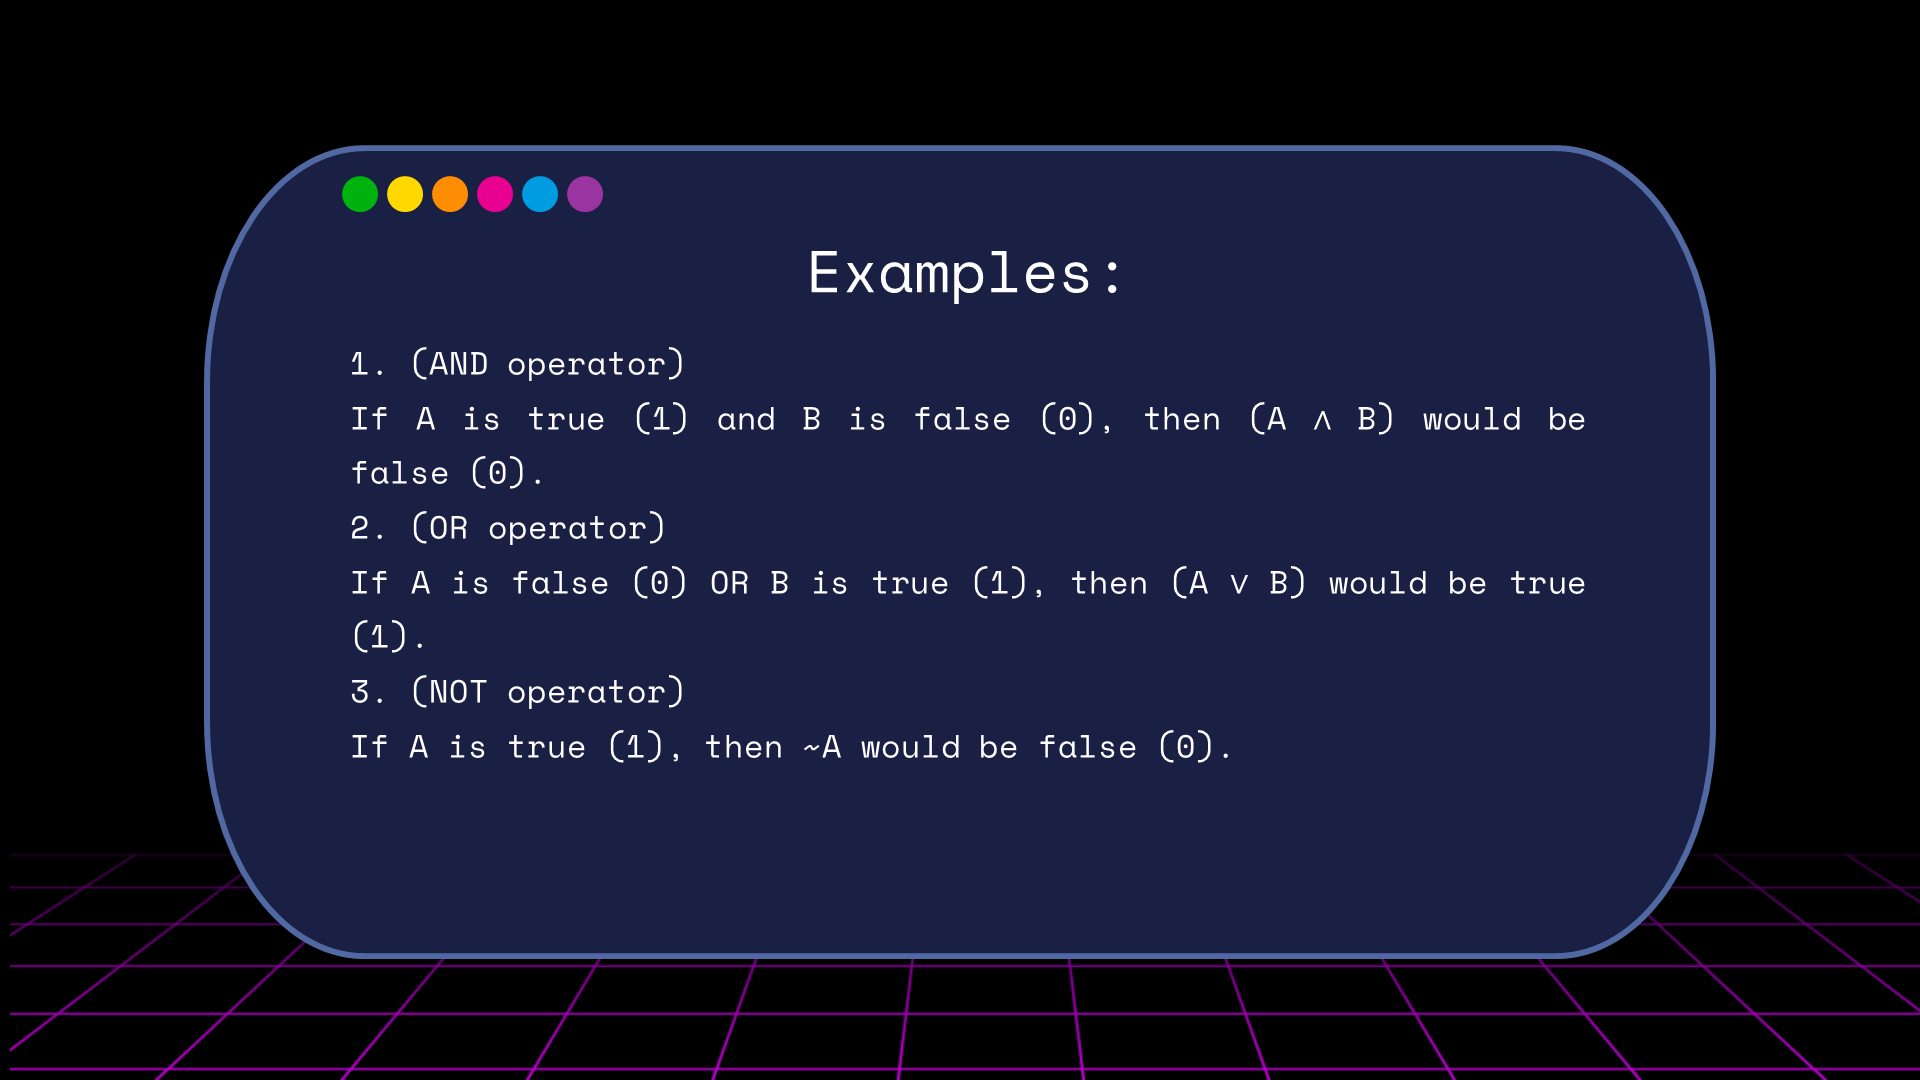 Examples:
1. (AND operator)
If A is true (1) and B is false (0), then (A ∧ B) would be
false (0).
2. (OR operator)
If A is false (0) OR B is true (1), then (A ∨ B) would be true
(1).
3. (NOT operator)
If A is true (1), then ~A would be false (0).